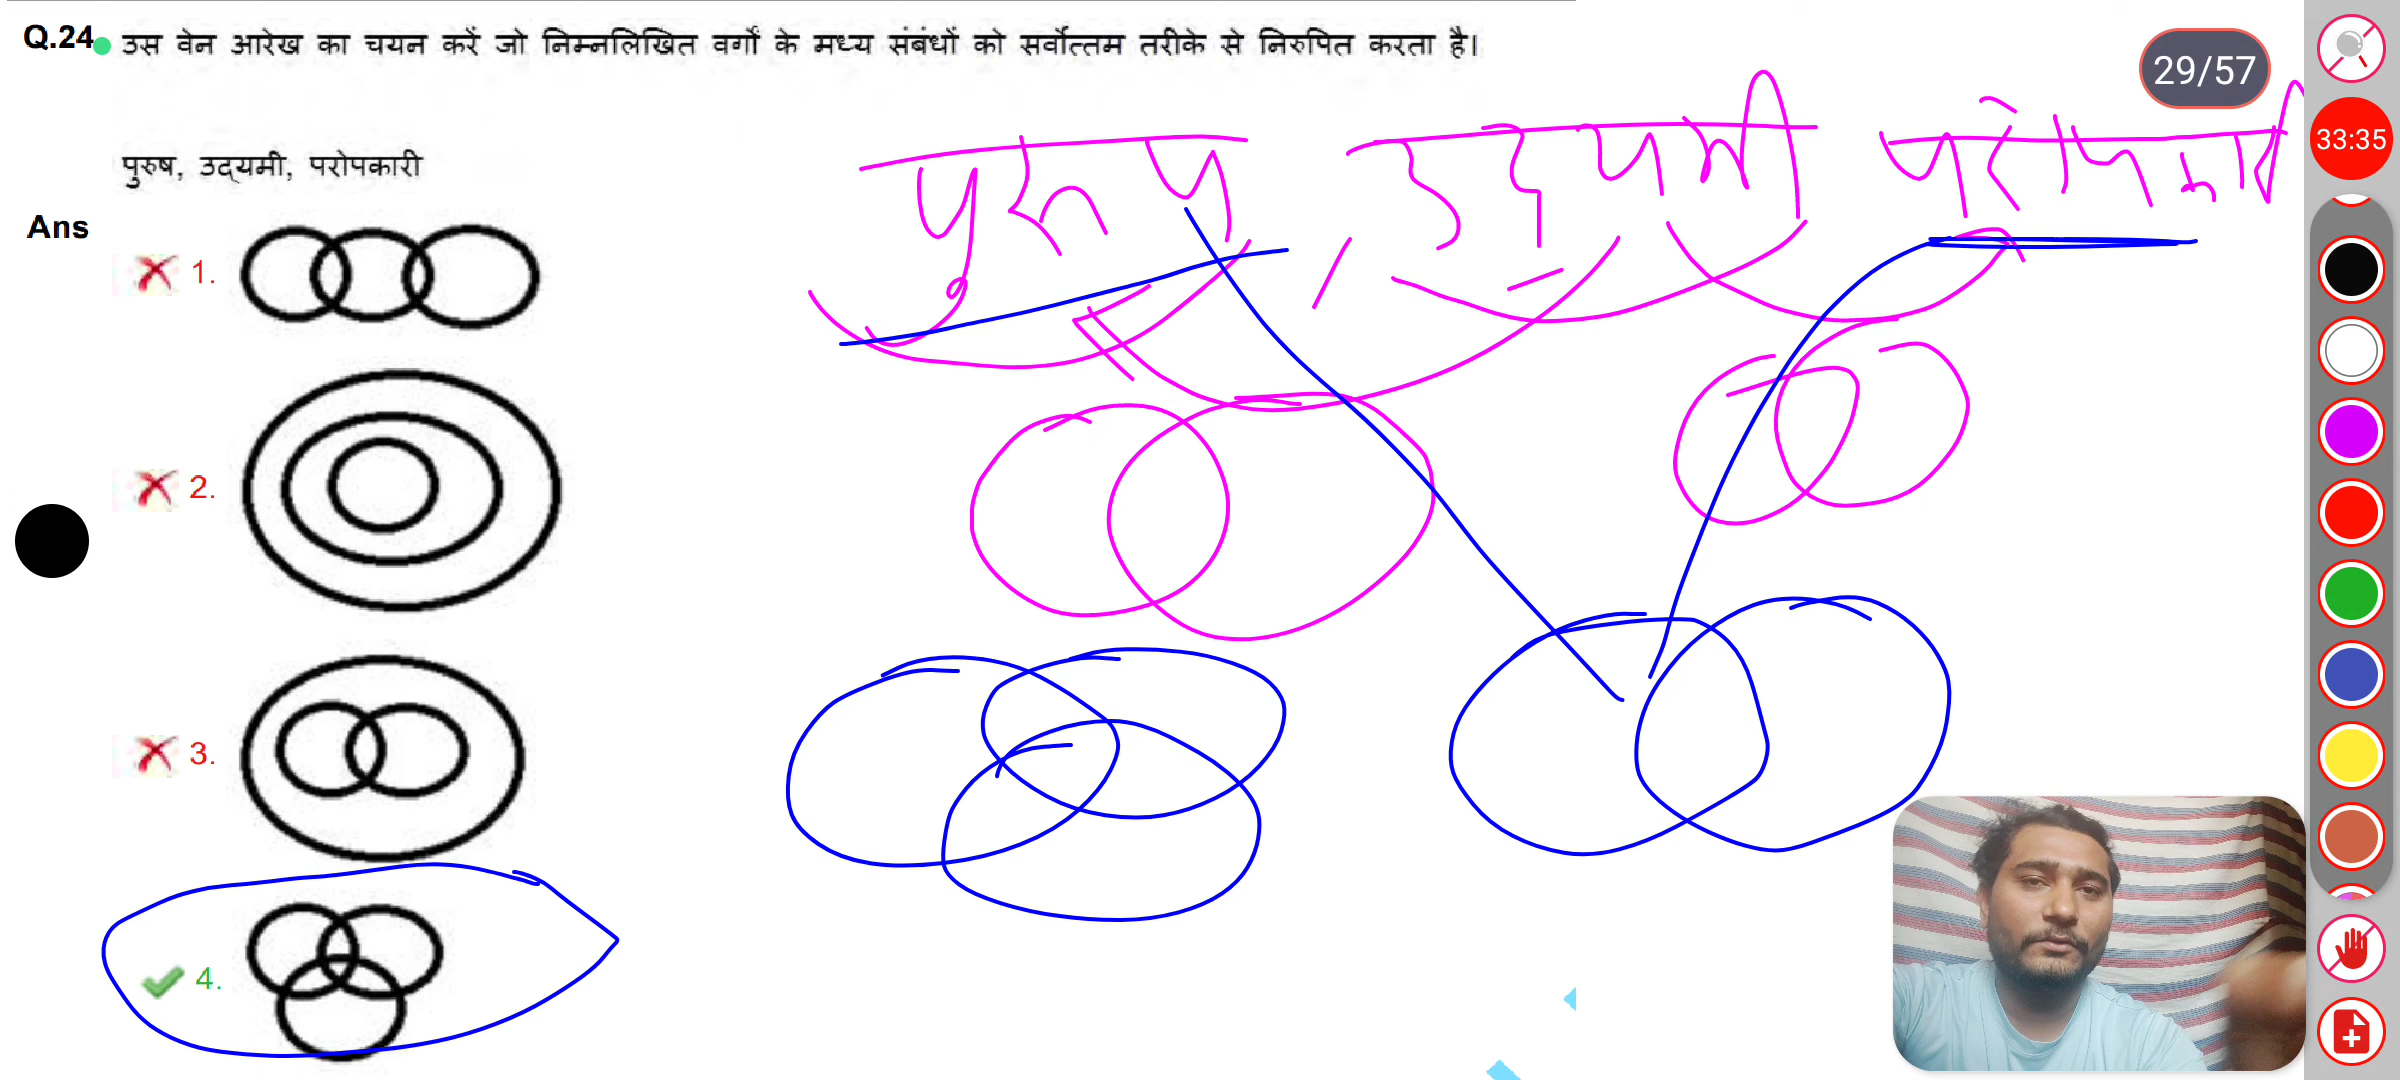 Q.24 उस वेन आरेख का चयन करें जो निम्नलिखित वर्गों के मध्य संबंधों को सर्वोत्तम तरीके से निरुपित करता है।
29/57
33:35
पुरुष, उद्यमी, परोपकारी
पुरुष, उद्यमी परोपकारी
Ans
1.
2.
3.
4.